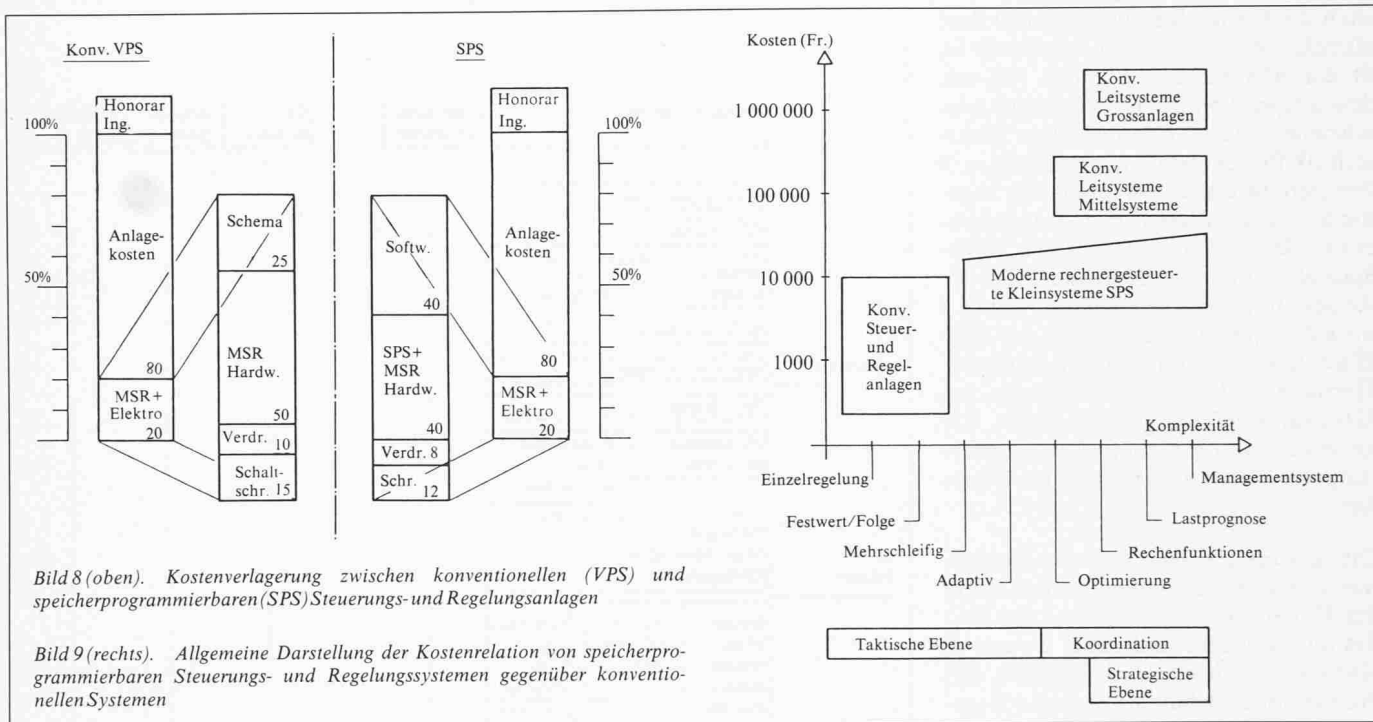 Konv. VPS
Honorar
Ing.
100%
Anlage-
kosten
50%
80
MSR +
Elektro
20
Schema
25
MSR
Hardw.
50
Verdr.
10
Schalt-
schr. 15
SPS
Softw.
40
SPS+
MSR
Hardw.
40
Verdr. 8
Schr.
12
Honorar
Ing.
100%
Anlage-
kosten
50%
80
MSR +
Elektro
20
Bild 8 (oben). Kostenverlagerung zwischen konventionellen (VPS) und
speicherprogrammierbaren (SPS) Steuerungs- und Regelungsanlagen
Bild 9 (rechts). Allgemeine Darstellung der Kostenrelation von speicherpro-
grammierbaren Steuerungs- und Regelungssystemen gegenüber konventio-
nellen Systemen
Kosten (Fr.)
1 000 000
100 000
10 000
1000
Konv.
Leitsysteme
Grossanlagen
Konv.
Leitsysteme
Mittelsysteme
Moderne rechnergesteuer-
te Kleinsysteme SPS
Konv.
Steuer-
und
Regel-
anlagen
Komplexität
Einzelregelung
Managementsystem
Festwert/Folge
Lastprognose
Mehrschleifig
Rechenfunktionen
Adaptiv
Optimierung
Taktische Ebene
Koordination
Strategische
Ebene